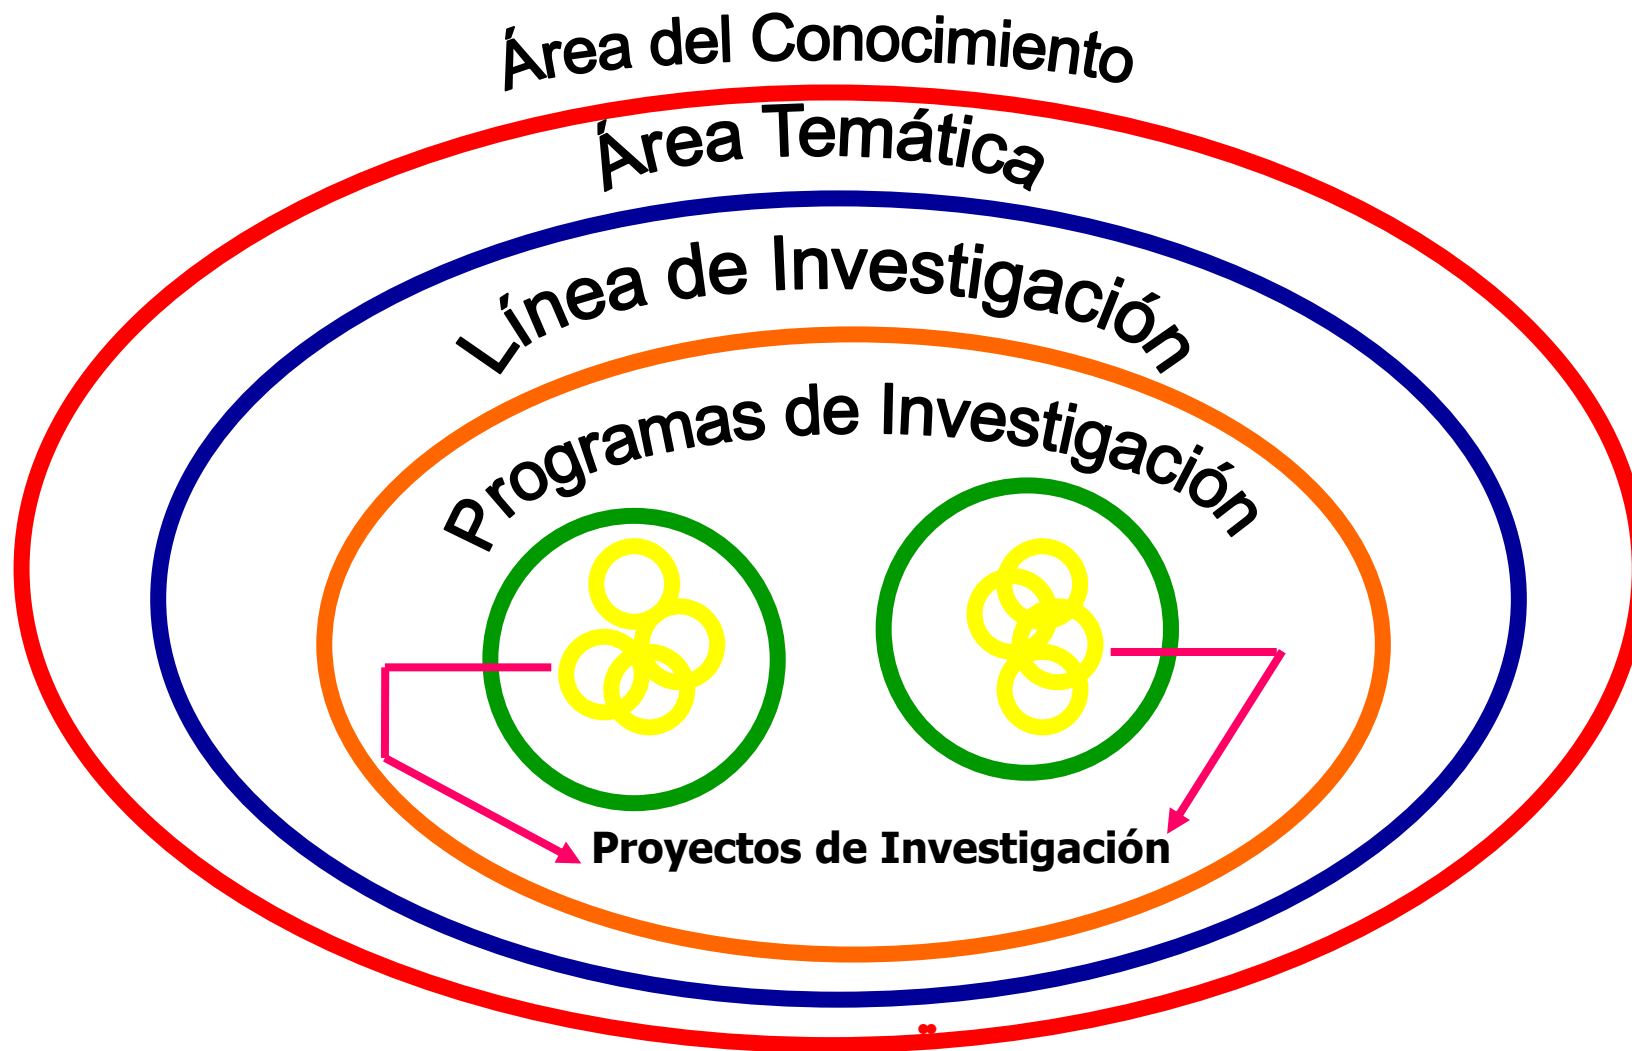 Área del Conocimiento
Área Temática
Línea de Investigación
Programas de Investigación
Proyectos de Investigación